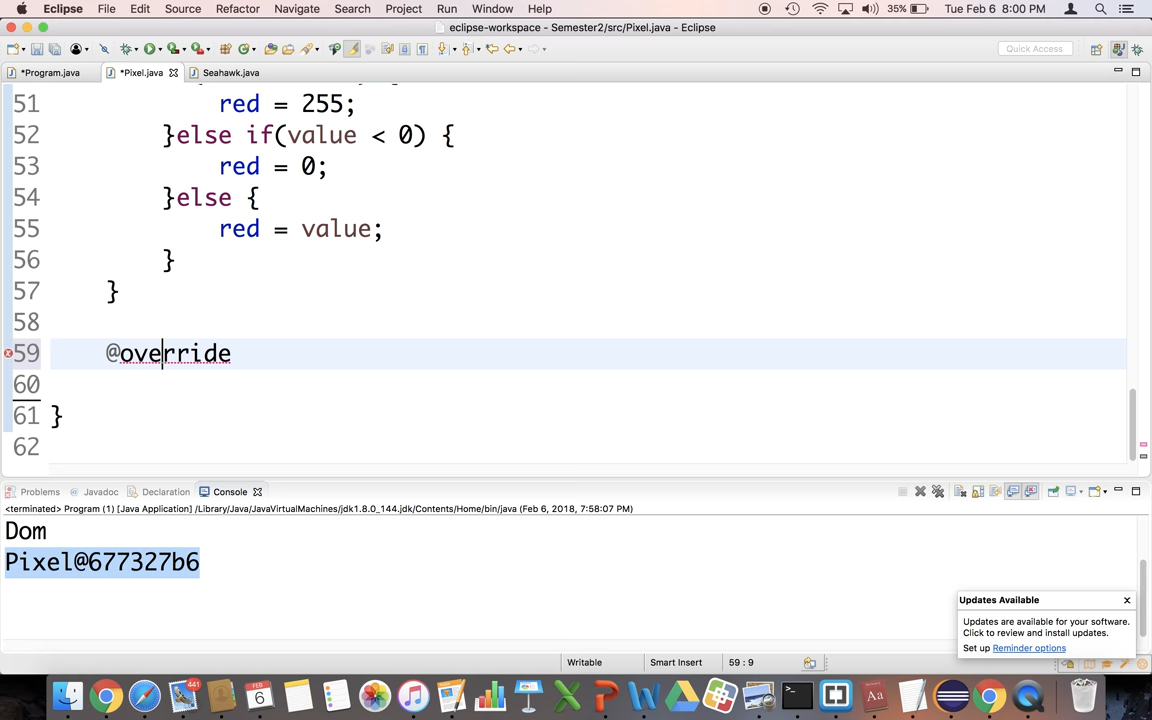 Eclipse File Edit Source Refactor Navigate Search Project Run Window Help 35% Tue Feb 6 8:00 PM
eclipse-workspace - Semester2/src/Pixel.java - Eclipse
Quick Access
*Program.java *Pixel.java Seahawk.java
51 red = 255;
52 }else if(value < 0) {
53 red = 0;
54 }else {
55 red = value;
56 }
57 }
58
59 @override
60
61 }
62
Problems Javadoc Declaration Console
<terminated> Program (1) [Java Application] /Library/Java/JavaVirtualMachines/jdk1.8.0_144.jdk/Contents/Home/bin/java (Feb 6, 2018, 7:58:07 PM)
Dom
Pixel@677327b6
Updates Available
Updates are available for your software.
Click to review and install updates.
Set up Reminder options
Writable Smart Insert 59 : 9
441
FEB
6
Aa